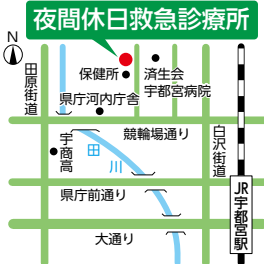 夜間休日救急診療所
N
田原街道
保健所
済生会
宇都宮病院
県庁河内庁舎
競輪場通り
宇商高
田川
白沢街道
県庁前通り
JR宇都宮駅
大通り